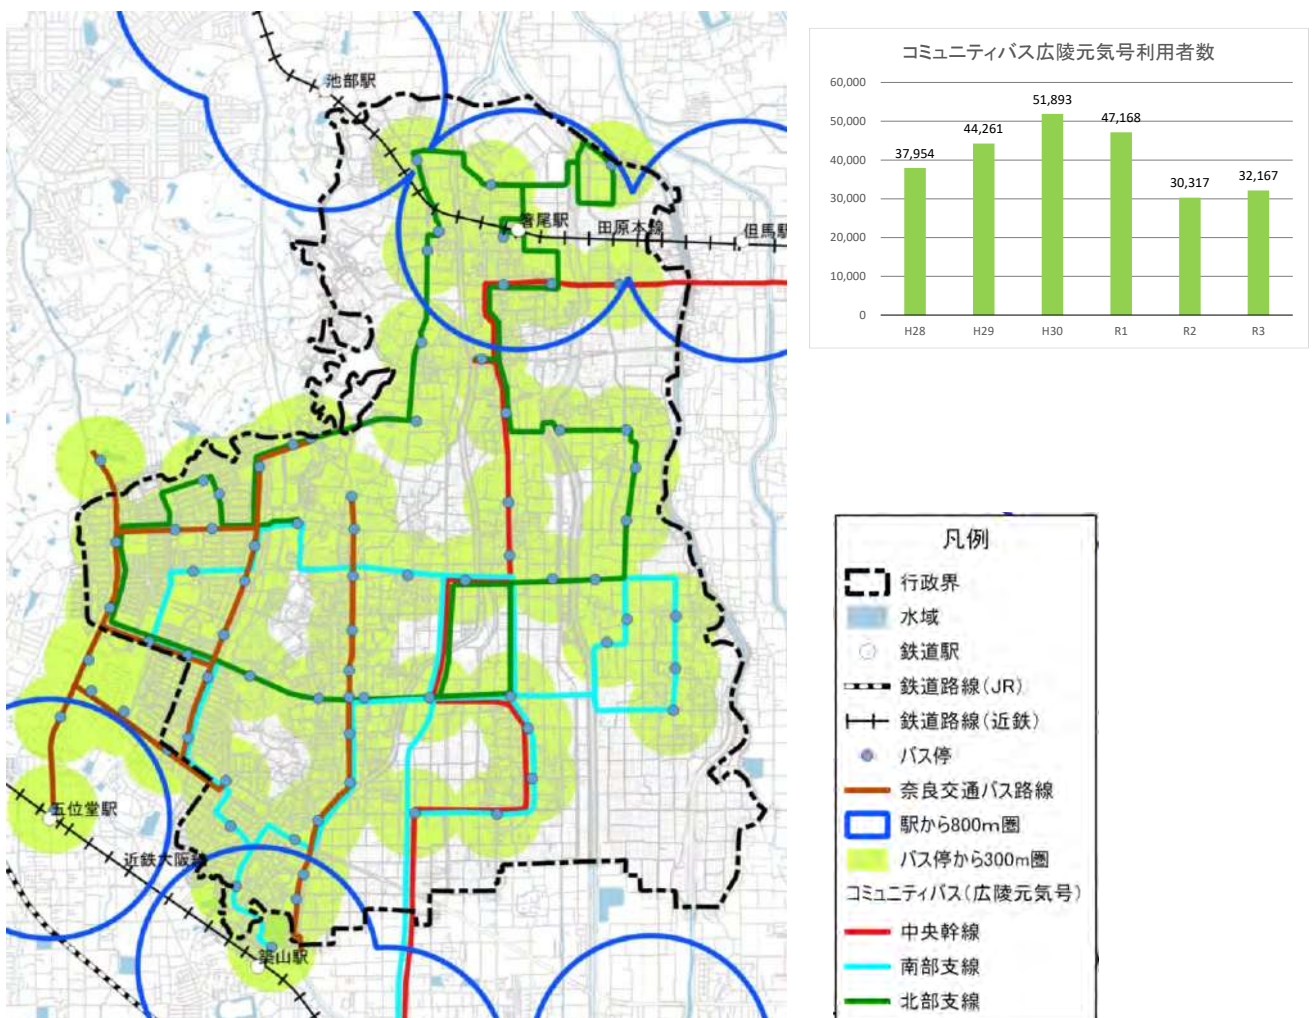 池部駅
箸尾駅
田原本線
但馬駅
五位堂駅
近鉄大阪線
築山駅
コミュニティバス広陵元気号利用者数
60,000
50,000
40,000
30,000
20,000
10,000
0
37,954
44,261
51,893
47,168
30,317
32,167
H28
H29
H30
R1
R2
R3
凡例
行政界
水域
鉄道駅
鉄道路線(JR)
鉄道路線(近鉄)
バス停
奈良交通バス路線
駅から800m圏
バス停から300m圏
コミュニティバス(広陵元気号)
中央幹線
南部支線
北部支線